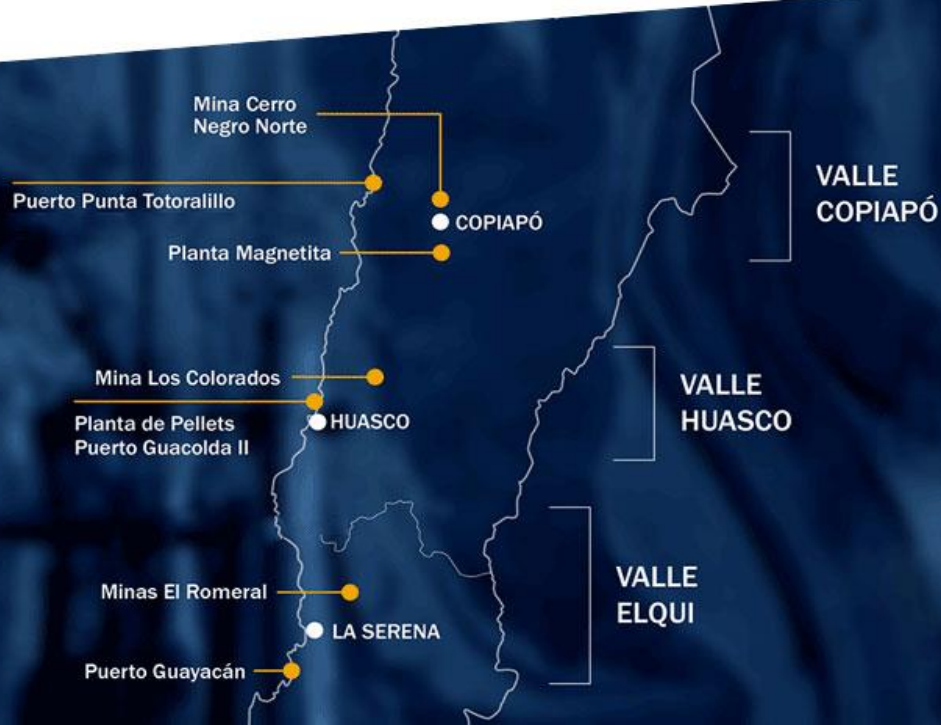 Mina Cerro
Negro Norte
Puerto Punta Totoralillo
COPIAPÓ
Planta Magnetita
VALLE
COPIAPÓ
Mina Los Colorados
Planta de Pellets
Puerto Guacolda II
HUASCO
VALLE
HUASCO
Minas El Romeral
LA SERENA
Puerto Guayacán
VALLE
ELQUI